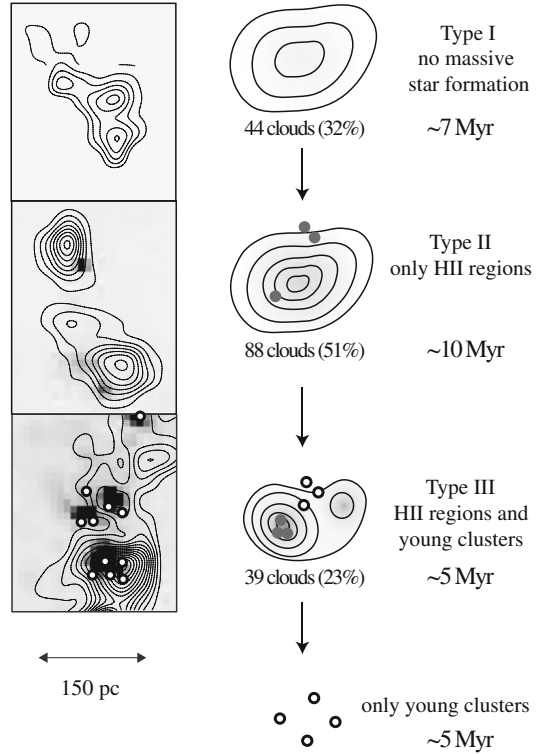 Type I
no massive
star formation
44 clouds (32%)
~7 Myr
Type II
only HII regions
88 clouds (51%)
~10 Myr
Type III
HII regions and
young clusters
39 clouds (23%)
~5 Myr
150 pc
only young clusters
~5 Myr